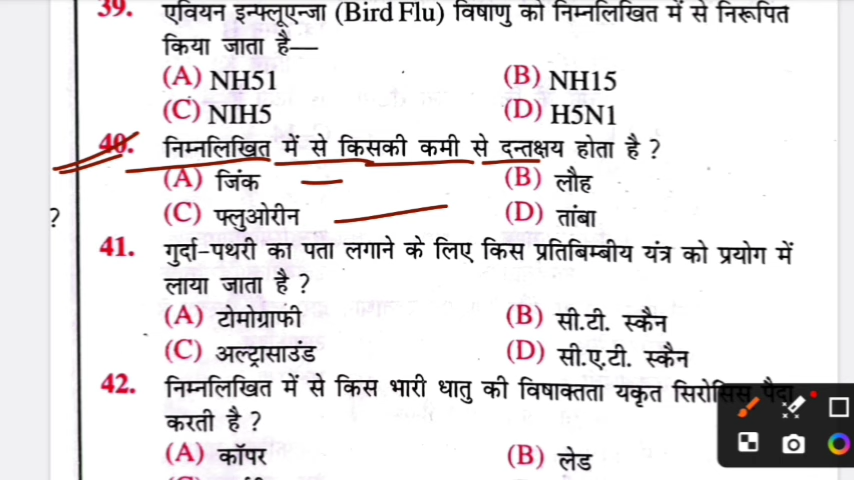 39. एवियन इन्फ्लूएन्जा (Bird Flu) विषाणु को निम्नलिखित में से निरूपित
किया जाता है—
(A) NH51 (B) NH15
(C) NIH5 (D) H5N1
40. निम्नलिखित में से किसकी कमी से दन्तक्षय होता है ?
(A) जिंक (B) लौह
? (C) फ्लुओरीन (D) तांबा
41. गुर्दा-पथरी का पता लगाने के लिए किस प्रतिबिम्बीय यंत्र को प्रयोग में
लाया जाता है ?
(A) टोमोग्राफी (B) सी.टी. स्कैन
(C) अल्ट्रासाउंड (D) सी.ए.टी. स्कैन
42. निम्नलिखित में से किस भारी धातु की विषाक्तता यकृत सिरोसिस पैदा
करती है ?
(A) कॉपर (B) लेड